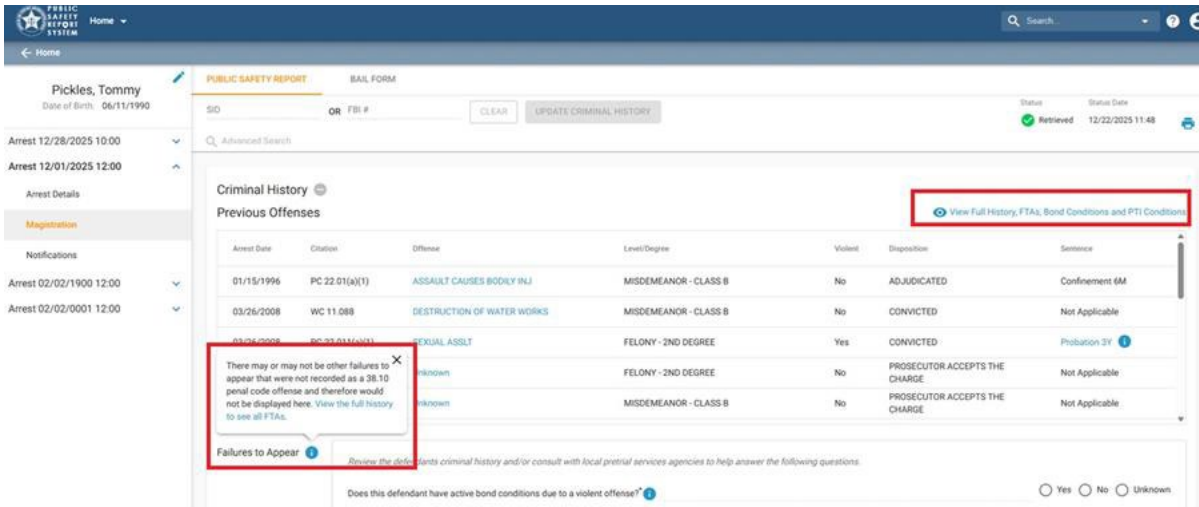 PUBLIC
SAFETY
REPORT
SYSTEM
Home
Search...
Home
Pickles, Tommy
Date of Birth: 06/11/1990
Arrest 12/28/2025 10:00
Arrest 12/01/2025 12:00
Arrest Details
Magistration
Notifications
Arrest 02/02/1900 12:00
Arrest 02/02/0001 12:00
PUBLIC SAFETY REPORT BAIL FORM
SID OR FBI # CLEAR UPDATE CRIMINAL HISTORY
Status Status Date
Retrieved 12/22/2025 11:48
Advanced Search
Criminal History
Previous Offenses
View Full History, FTAs, Bond Conditions and PTI Conditions
Arrest Date Citation Offense Level/Degree Violent Disposition Sentence
01/15/1996 PC 22.01(a)(1) ASSAULT CAUSES BODILY INJ MISDEMEANOR - CLASS B No ADJUDICATED Confinement 6M
03/26/2008 WC 11.088 DESTRUCTION OF WATER WORKS MISDEMEANOR - CLASS B No CONVICTED Not Applicable
03/26/2008 PC 22.011(a)(1) SEXUAL ASSLT FELONY - 2ND DEGREE Yes CONVICTED Probation 3Y
Unknown FELONY - 2ND DEGREE No PROSECUTOR ACCEPTS THE CHARGE Not Applicable
Unknown MISDEMEANOR - CLASS B No PROSECUTOR ACCEPTS THE CHARGE Not Applicable
There may or may not be other failures to
appear that were not recorded as a 38.10
penal code offense and therefore would
not be displayed here. View the full history
to see all FTAs.
Failures to Appear
Review the defendants criminal history and/or consult with local pretrial services agencies to help answer the following questions.
Does this defendant have active bond conditions due to a violent offense?* Yes No Unknown